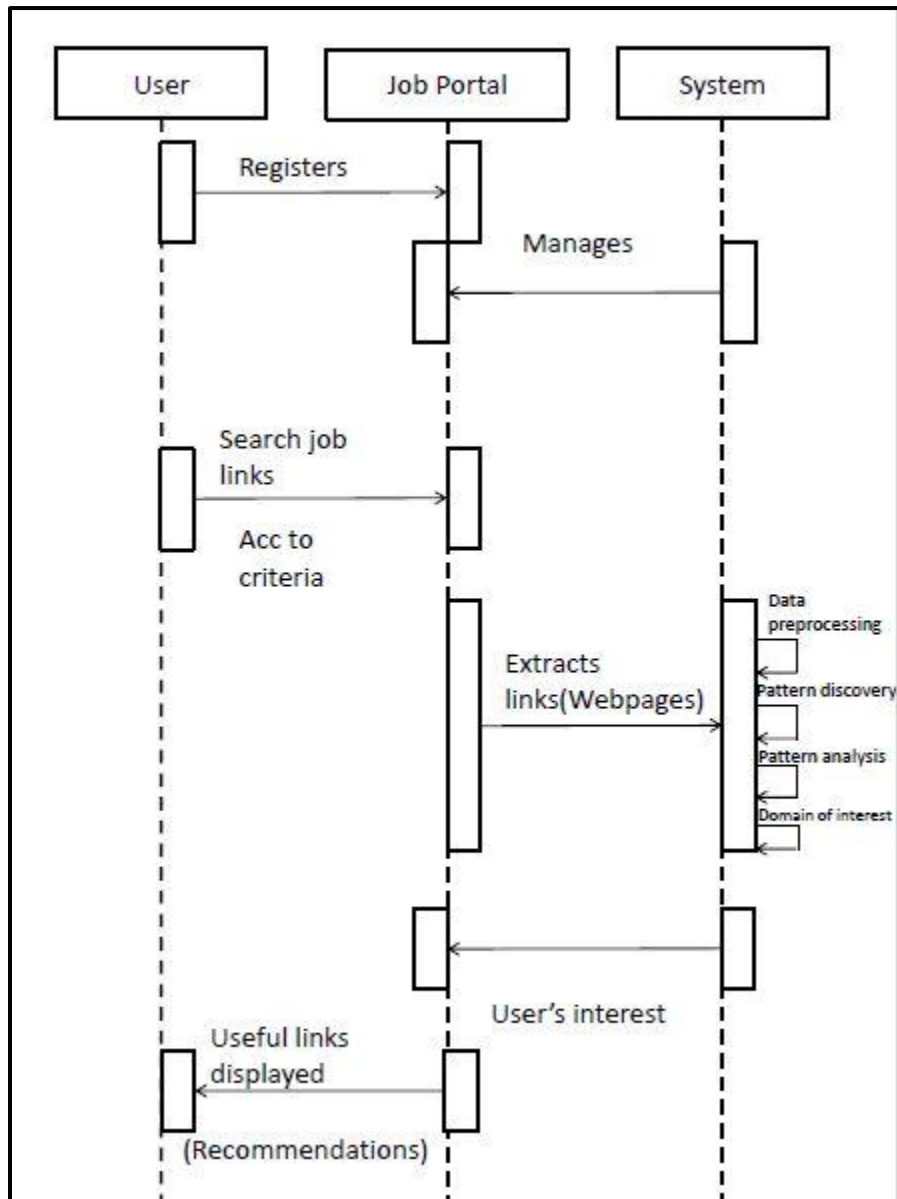 User
Job Portal
System
Registers
Manages
Search job
links
Acc to
criteria
Data
preprocessing
Extracts
links(Webpages)
Pattern discovery
Pattern analysis
Domain of interest
User's interest
Useful links
displayed
(Recommendations)